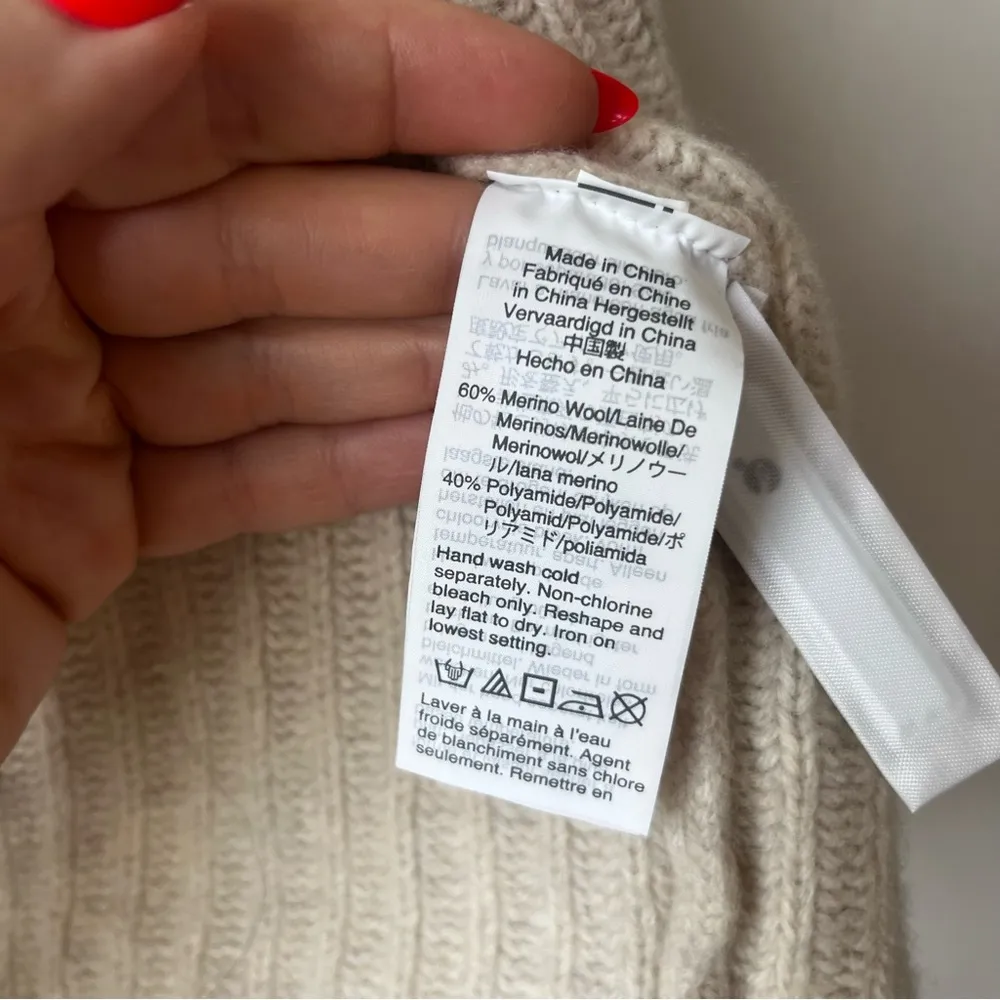 Made in China
Fabriqué en Chine
in China Hergestellt
Vervaardigd in China
中国製
Hecho en China
60% Merino Wool/Laine De
Merinos/Merinowolle/
Merinowol/メリノウー
ル/lana merino
40% Polyamide/Polyamide/
Polyamid/Polyamide/ポ
リアミド/poliamida
Hand wash cold
separately. Non-chlorine
bleach only. Reshape and
lay flat to dry. Iron on
lowest setting.
Laver à la main à l'eau
froide séparément. Agent
de blanchiment sans chlore
seulement. Remettre en